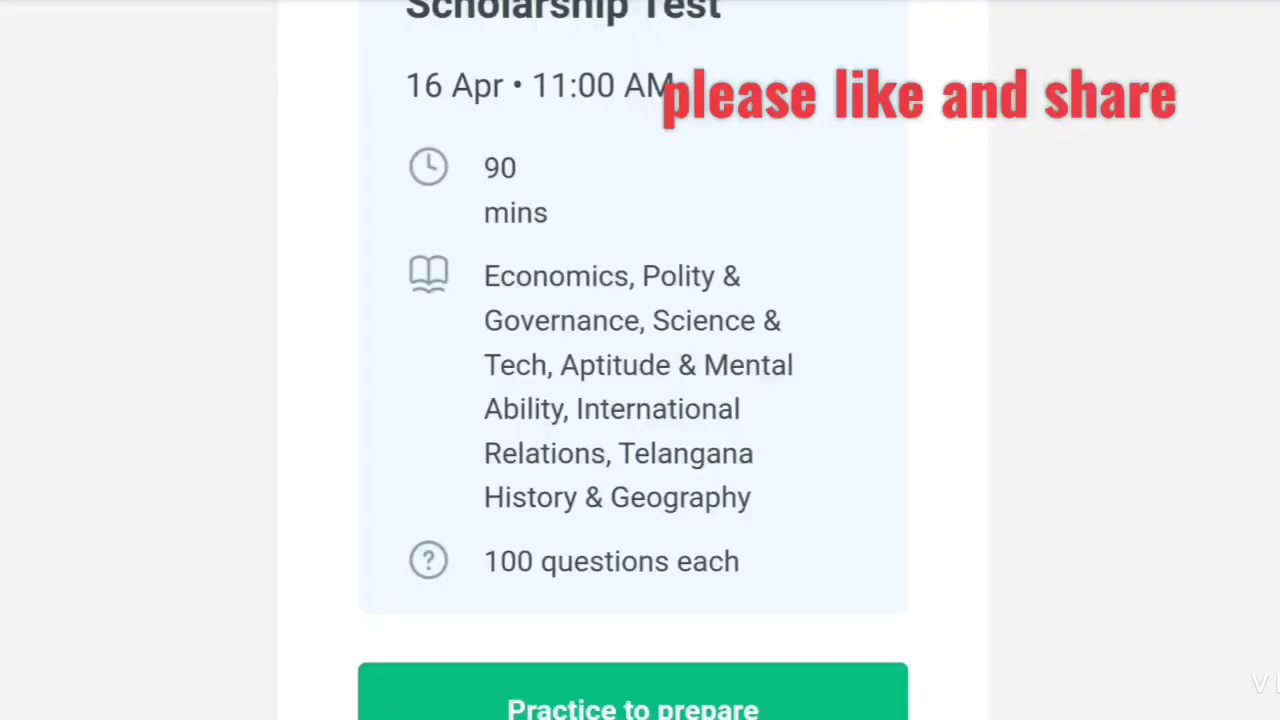 Scholarship Test
16 Apr • 11:00 AM
please like and share
90
mins
Economics, Polity &
Governance, Science &
Tech, Aptitude & Mental
Ability, International
Relations, Telangana
History & Geography
100 questions each
Practice to prepare